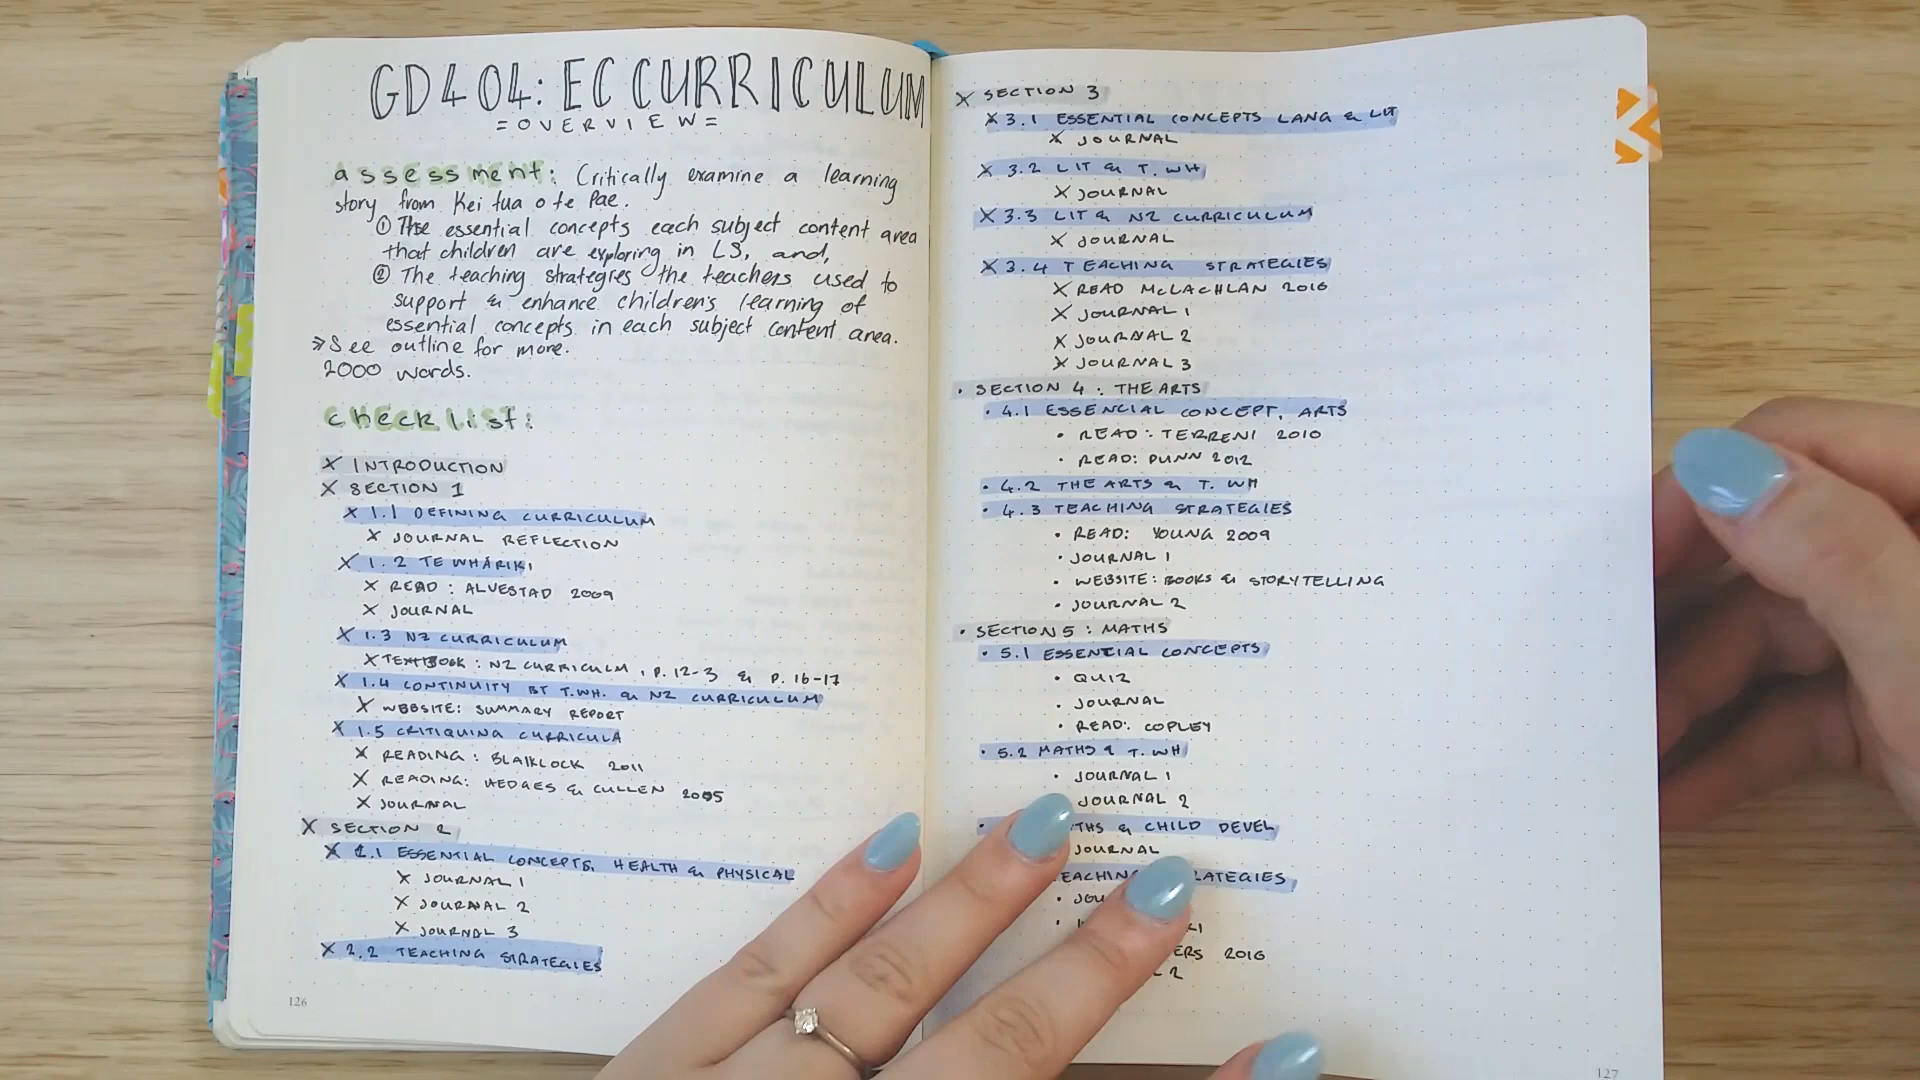 GD404: EC CURRICULUM
=OVERVIEW=
assessment: Critically examine a learning
story from Kei tua o te Pae.
① The essential concepts each subject content area
that children are exploring in LS, and,
② The teaching strategies the teachers used to
support & enhance children's learning of
essential concepts in each subject content area.
⇒ See outline for more.
2000 words.
checklist:
X INTRODUCTION
X SECTION 1
X 1.1 DEFINING CURRICULUM
X JOURNAL REFLECTION
X 1.2 TE WHĀRIKI
X READ: ALVESTAD 2009
X JOURNAL
X 1.3 NZ CURRICULUM
X TEXTBOOK: NZ CURRICULM, P. 12-3 & P. 16-17
X 1.4 CONTINUITY BT T.WH. & NZ CURRICULUM
X WEBSITE: SUMMARY REPORT
X 1.5 CRITIQUING CURRICULA
X READING: BLAIKLOCK 2011
X READING: HEDGES & CULLEN 2005
X JOURNAL
X SECTION 2
X 2.1 ESSENTIAL CONCEPTS, HEALTH & PHYSICAL
X JOURNAL 1
X JOURNAL 2
X JOURNAL 3
X 2.2 TEACHING STRATEGIES
126
X SECTION 3
X 3.1 ESSENTIAL CONCEPTS LANG & LIT
X JOURNAL
X 3.2 LIT & T. WH
X JOURNAL
X 3.3 LIT & NZ CURRICULUM
X JOURNAL
X 3.4 TEACHING STRATEGIES
X READ McLACHLAN 2016
X JOURNAL 1
X JOURNAL 2
X JOURNAL 3
• SECTION 4: THE ARTS
• 4.1 ESSENCIAL CONCEPT, ARTS
• READ: TERRENI 2010
• READ: DUNN 2012
• 4.2 THE ARTS & T. WH
• 4.3 TEACHING STRATEGIES
• READ: YOUNG 2009
• JOURNAL 1
• WEBSITE: BOOKS & STORYTELLING
• JOURNAL 2
• SECTION 5: MATHS
• 5.1 ESSENTIAL CONCEPTS
• QUIZ
• JOURNAL
• READ: COPLEY
• 5.2 MATHS & T. WH
• JOURNAL 1
JOURNAL 2
• & CHILD DEVEL
JOURNAL
2016
2
127